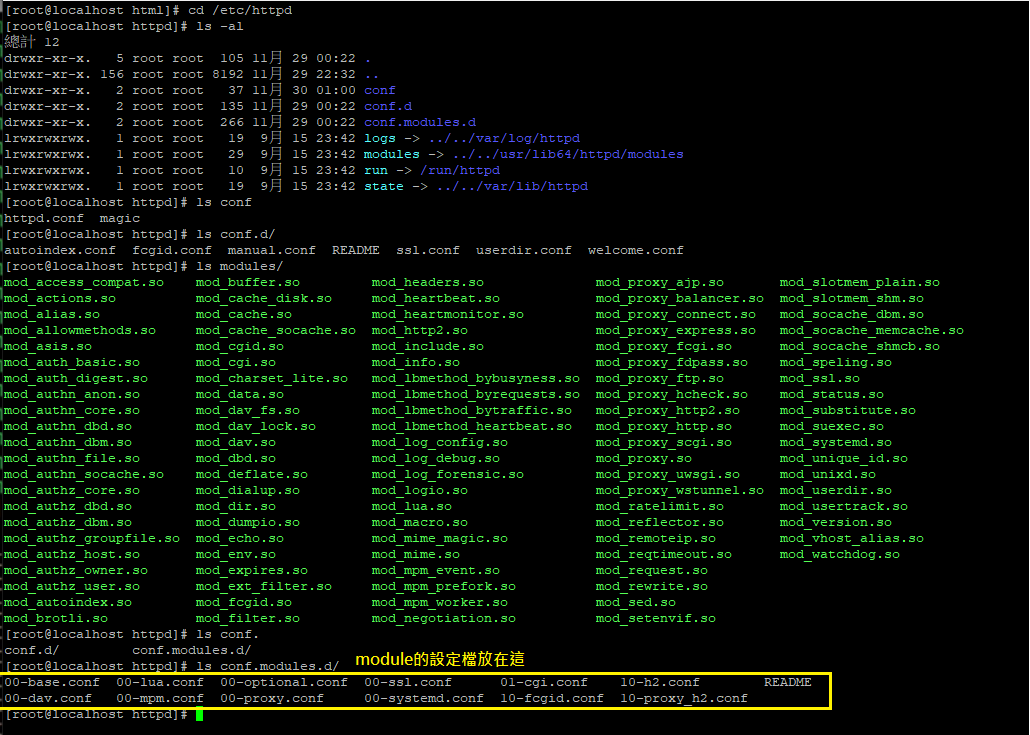 [root@localhost html]# cd /etc/httpd
[root@localhost httpd]# ls -al
總計 12
drwxr-xr-x.   5 root root  105 11月 29 00:22 .
drwxr-xr-x. 156 root root 8192 11月 29 22:32 ..
drwxr-xr-x.   2 root root   37 11月 30 01:00 conf
drwxr-xr-x.   2 root root  135 11月 29 00:22 conf.d
drwxr-xr-x.   2 root root  266 11月 29 00:22 conf.modules.d
lrwxrwxrwx.   1 root root   19  9月 15 23:42 logs -> ../../var/log/httpd
lrwxrwxrwx.   1 root root   29  9月 15 23:42 modules -> ../../usr/lib64/httpd/modules
lrwxrwxrwx.   1 root root   10  9月 15 23:42 run -> /run/httpd
lrwxrwxrwx.   1 root root   19  9月 15 23:42 state -> ../../var/lib/httpd
[root@localhost httpd]# ls conf
httpd.conf  magic
[root@localhost httpd]# ls conf.d/
autoindex.conf  fcgid.conf  manual.conf  README  ssl.conf  userdir.conf  welcome.conf
[root@localhost httpd]# ls modules/
mod_access_compat.so    mod_buffer.so         mod_headers.so             mod_proxy_ajp.so      mod_slotmem_plain.so
mod_actions.so          mod_cache_disk.so     mod_heartbeat.so           mod_proxy_balancer.so  mod_slotmem_shm.so
mod_alias.so            mod_cache.so          mod_heartmonitor.so        mod_proxy_connect.so  mod_socache_dbm.so
mod_allowmethods.so     mod_cache_socache.so  mod_http2.so               mod_proxy_express.so  mod_socache_memcache.so
mod_asis.so             mod_cgid.so           mod_include.so             mod_proxy_fcgi.so     mod_socache_shmcb.so
mod_auth_basic.so       mod_cgi.so            mod_info.so                mod_proxy_fdpass.so   mod_speling.so
mod_auth_digest.so      mod_charset_lite.so   mod_lbmethod_bybusyness.so  mod_proxy_ftp.so      mod_ssl.so
mod_authn_anon.so       mod_data.so           mod_lbmethod_byrequests.so  mod_proxy_hcheck.so   mod_status.so
mod_authn_core.so       mod_dav_fs.so         mod_lbmethod_bytraffic.so  mod_proxy_http2.so    mod_substitute.so
mod_authn_dbd.so        mod_dav_lock.so       mod_lbmethod_heartbeat.so  mod_proxy_http.so     mod_suexec.so
mod_authn_dbm.so        mod_dav.so            mod_log_config.so          mod_proxy_scgi.so     mod_systemd.so
mod_authn_file.so       mod_dbd.so            mod_log_debug.so           mod_proxy.so          mod_unique_id.so
mod_authn_socache.so    mod_deflate.so        mod_log_forensic.so        mod_proxy_uwsgi.so    mod_unixd.so
mod_authz_core.so       mod_dialup.so         mod_logio.so               mod_proxy_wstunnel.so  mod_userdir.so
mod_authz_dbd.so        mod_dir.so            mod_lua.so                 mod_ratelimit.so      mod_usertrack.so
mod_authz_dbm.so        mod_dumpio.so         mod_macro.so               mod_reflector.so      mod_version.so
mod_authz_groupfile.so  mod_echo.so           mod_mime_magic.so          mod_remoteip.so       mod_vhost_alias.so
mod_authz_host.so       mod_env.so            mod_mime.so                mod_reqtimeout.so     mod_watchdog.so
mod_authz_owner.so      mod_expires.so        mod_mpm_event.so           mod_request.so
mod_authz_user.so       mod_ext_filter.so     mod_mpm_prefork.so         mod_rewrite.so
mod_autoindex.so        mod_fcgid.so          mod_mpm_worker.so          mod_sed.so
mod_brotli.so           mod_filter.so         mod_negotiation.so         mod_setenvif.so
[root@localhost httpd]# ls conf.
conf.d/         conf.modules.d/
[root@localhost httpd]# ls conf.modules.d/  module的設定檔放在這
00-base.conf  00-lua.conf  00-optional.conf  00-ssl.conf      01-cgi.conf    10-h2.conf        README
00-dav.conf   00-mpm.conf  00-proxy.conf     00-systemd.conf  10-fcgid.conf  10-proxy_h2.conf
[root@localhost httpd]#